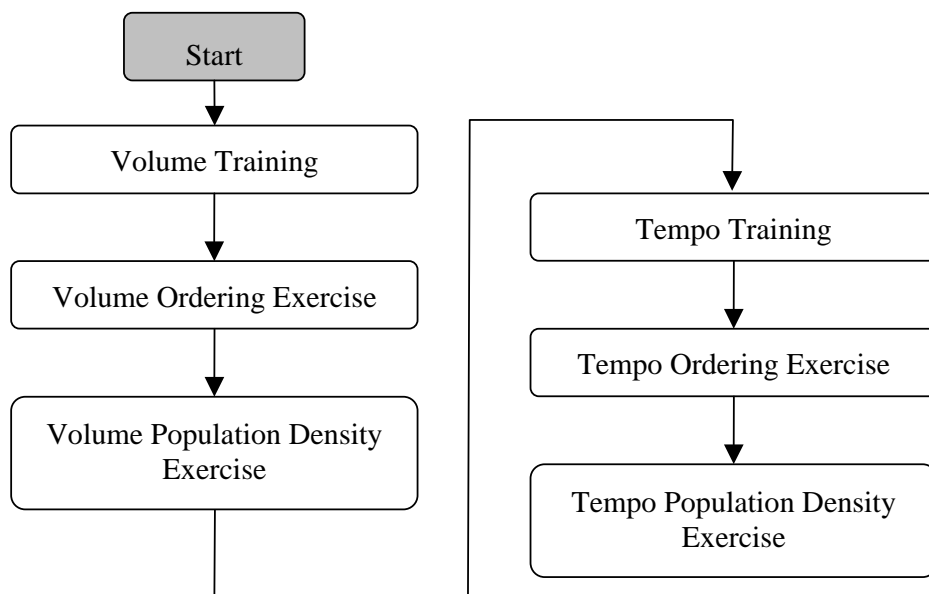 Start
Volume Training
Volume Ordering Exercise
Volume Population Density
Exercise
Tempo Training
Tempo Ordering Exercise
Tempo Population Density
Exercise